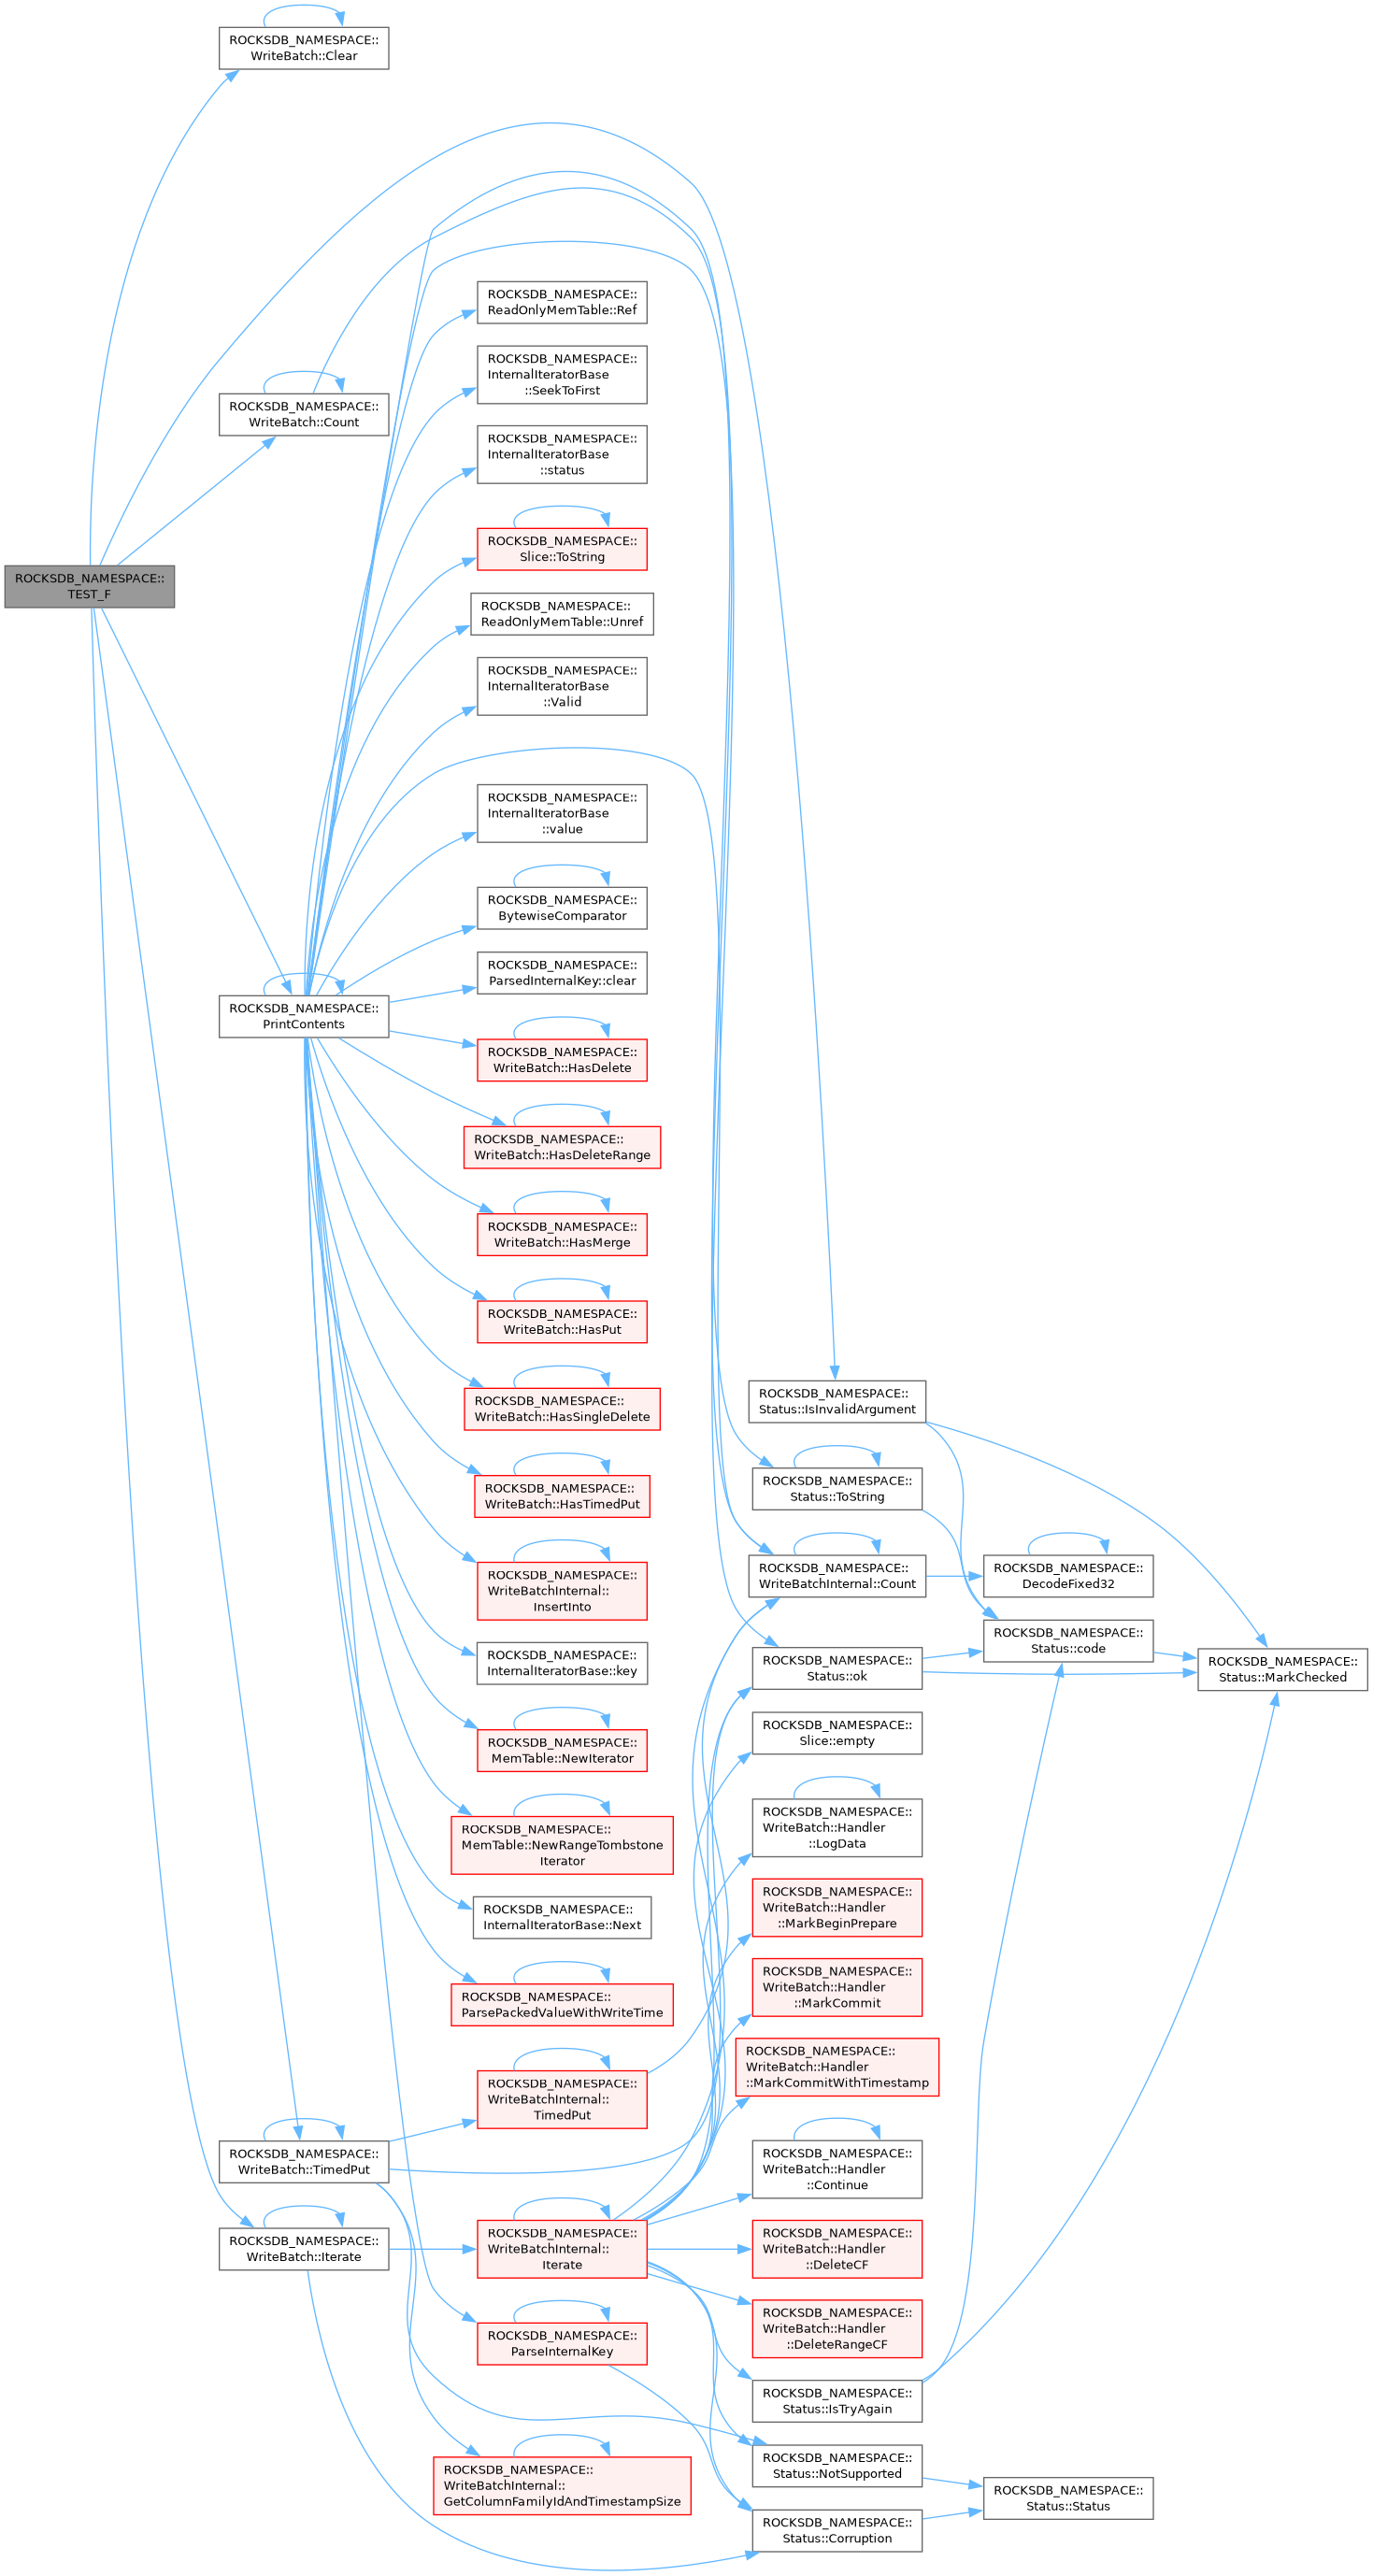 ROCKSDB_NAMESPACE::
WriteBatch::Clear
ROCKSDB_NAMESPACE::
ReadOnlyMemTable::Ref
ROCKSDB_NAMESPACE::
InternalIteratorBase
::SeekToFirst
ROCKSDB_NAMESPACE::
WriteBatch::Count
ROCKSDB_NAMESPACE::
InternalIteratorBase
::status
ROCKSDB_NAMESPACE::
Slice::ToString
ROCKSDB_NAMESPACE::
TEST_F
ROCKSDB_NAMESPACE::
ReadOnlyMemTable::Unref
ROCKSDB_NAMESPACE::
InternalIteratorBase
::Valid
ROCKSDB_NAMESPACE::
InternalIteratorBase
::value
ROCKSDB_NAMESPACE::
BytewiseComparator
ROCKSDB_NAMESPACE::
ParsedInternalKey::clear
ROCKSDB_NAMESPACE::
PrintContents
ROCKSDB_NAMESPACE::
WriteBatch::HasDelete
ROCKSDB_NAMESPACE::
WriteBatch::HasDeleteRange
ROCKSDB_NAMESPACE::
WriteBatch::HasMerge
ROCKSDB_NAMESPACE::
WriteBatch::HasPut
ROCKSDB_NAMESPACE::
WriteBatch::HasSingleDelete
ROCKSDB_NAMESPACE::
Status::IsInvalidArgument
ROCKSDB_NAMESPACE::
WriteBatch::HasTimedPut
ROCKSDB_NAMESPACE::
Status::ToString
ROCKSDB_NAMESPACE::
WriteBatchInternal::
InsertInto
ROCKSDB_NAMESPACE::
WriteBatchInternal::Count
ROCKSDB_NAMESPACE::
DecodeFixed32
ROCKSDB_NAMESPACE::
InternalIteratorBase::key
ROCKSDB_NAMESPACE::
Status::ok
ROCKSDB_NAMESPACE::
Status::code
ROCKSDB_NAMESPACE::
Status::MarkChecked
ROCKSDB_NAMESPACE::
MemTable::NewIterator
ROCKSDB_NAMESPACE::
Slice::empty
ROCKSDB_NAMESPACE::
MemTable::NewRangeTombstone
Iterator
ROCKSDB_NAMESPACE::
WriteBatch::Handler
::LogData
ROCKSDB_NAMESPACE::
InternalIteratorBase::Next
ROCKSDB_NAMESPACE::
WriteBatch::Handler
::MarkBeginPrepare
ROCKSDB_NAMESPACE::
ParsePackedValueWithWriteTime
ROCKSDB_NAMESPACE::
WriteBatch::Handler
::MarkCommit
ROCKSDB_NAMESPACE::
WriteBatchInternal::
TimedPut
ROCKSDB_NAMESPACE::
WriteBatch::Handler
::MarkCommitWithTimestamp
ROCKSDB_NAMESPACE::
WriteBatch::TimedPut
ROCKSDB_NAMESPACE::
WriteBatch::Handler
::Continue
ROCKSDB_NAMESPACE::
WriteBatch::Iterate
ROCKSDB_NAMESPACE::
WriteBatchInternal::
Iterate
ROCKSDB_NAMESPACE::
WriteBatch::Handler
::DeleteCF
ROCKSDB_NAMESPACE::
ParseInternalKey
ROCKSDB_NAMESPACE::
WriteBatch::Handler
::DeleteRangeCF
ROCKSDB_NAMESPACE::
Status::IsTryAgain
ROCKSDB_NAMESPACE::
WriteBatchInternal::
GetColumnFamilyIdAndTimestampSize
ROCKSDB_NAMESPACE::
Status::NotSupported
ROCKSDB_NAMESPACE::
Status::Status
ROCKSDB_NAMESPACE::
Status::Corruption